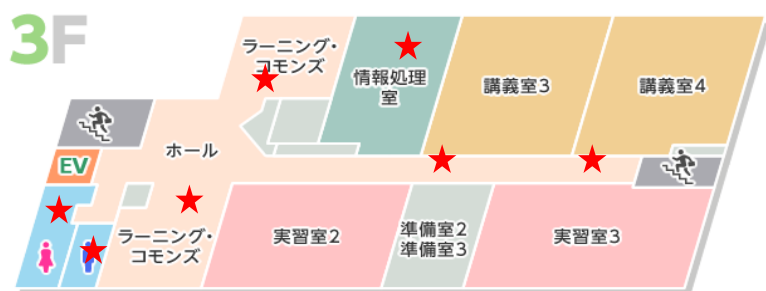 3F
ラーニング・
コモンズ
情報処理
室
講義室3
講義室4
ホール
EV
ラーニング・
コモンズ
実習室2
準備室2
準備室3
実習室3